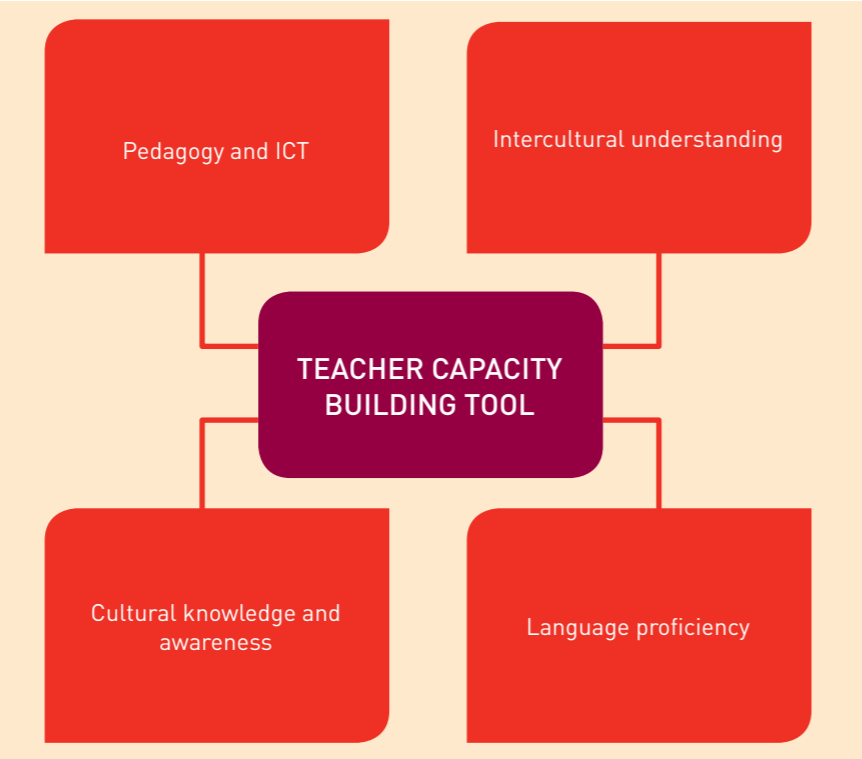 Pedagogy and ICT
Intercultural understanding
TEACHER CAPACITY
BUILDING TOOL
Cultural knowledge and
awareness
Language proficiency